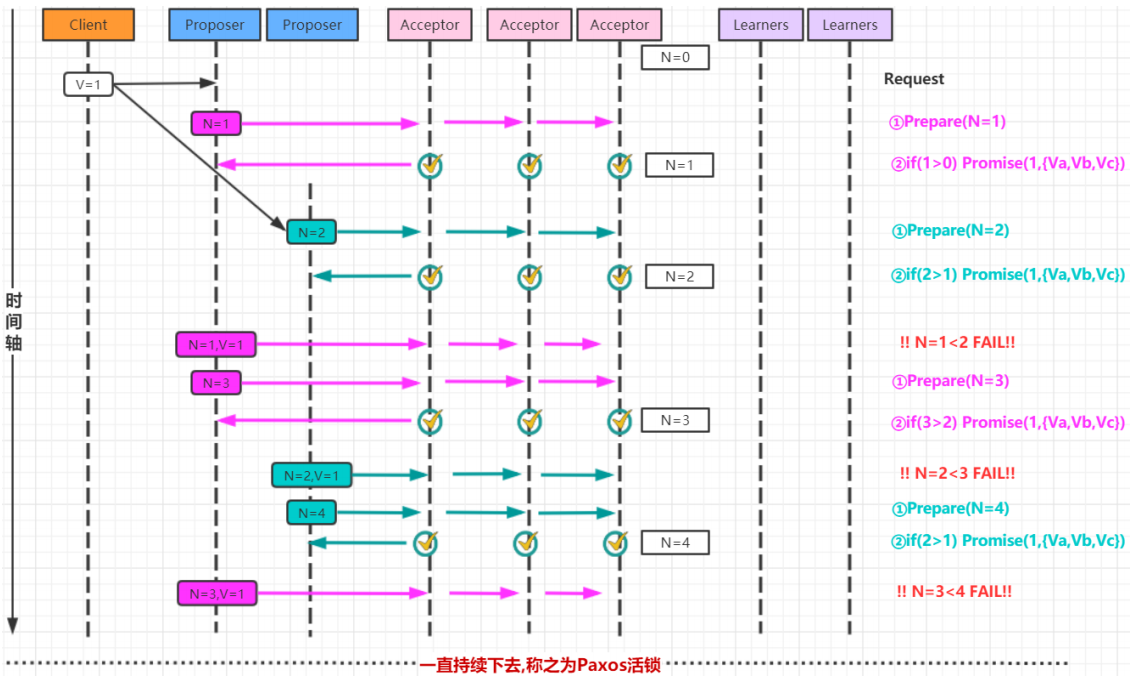 Client Proposer Proposer Acceptor Acceptor Acceptor Learners Learners
N=0
V=1 Request
N=1 ①Prepare(N=1)
N=1 ②if(1>0) Promise(1,{Va,Vb,Vc})
N=2 ①Prepare(N=2)
N=2 ②if(2>1) Promise(1,{Va,Vb,Vc})
时间轴
N=1,V=1 !! N=1<2 FAIL!!
N=3 ①Prepare(N=3)
N=3 ②if(3>2) Promise(1,{Va,Vb,Vc})
N=2,V=1 !! N=2<3 FAIL!!
N=4 ①Prepare(N=4)
N=4 ②if(2>1) Promise(1,{Va,Vb,Vc})
N=3,V=1 !! N=3<4 FAIL!!
一直持续下去,称之为Paxos活锁